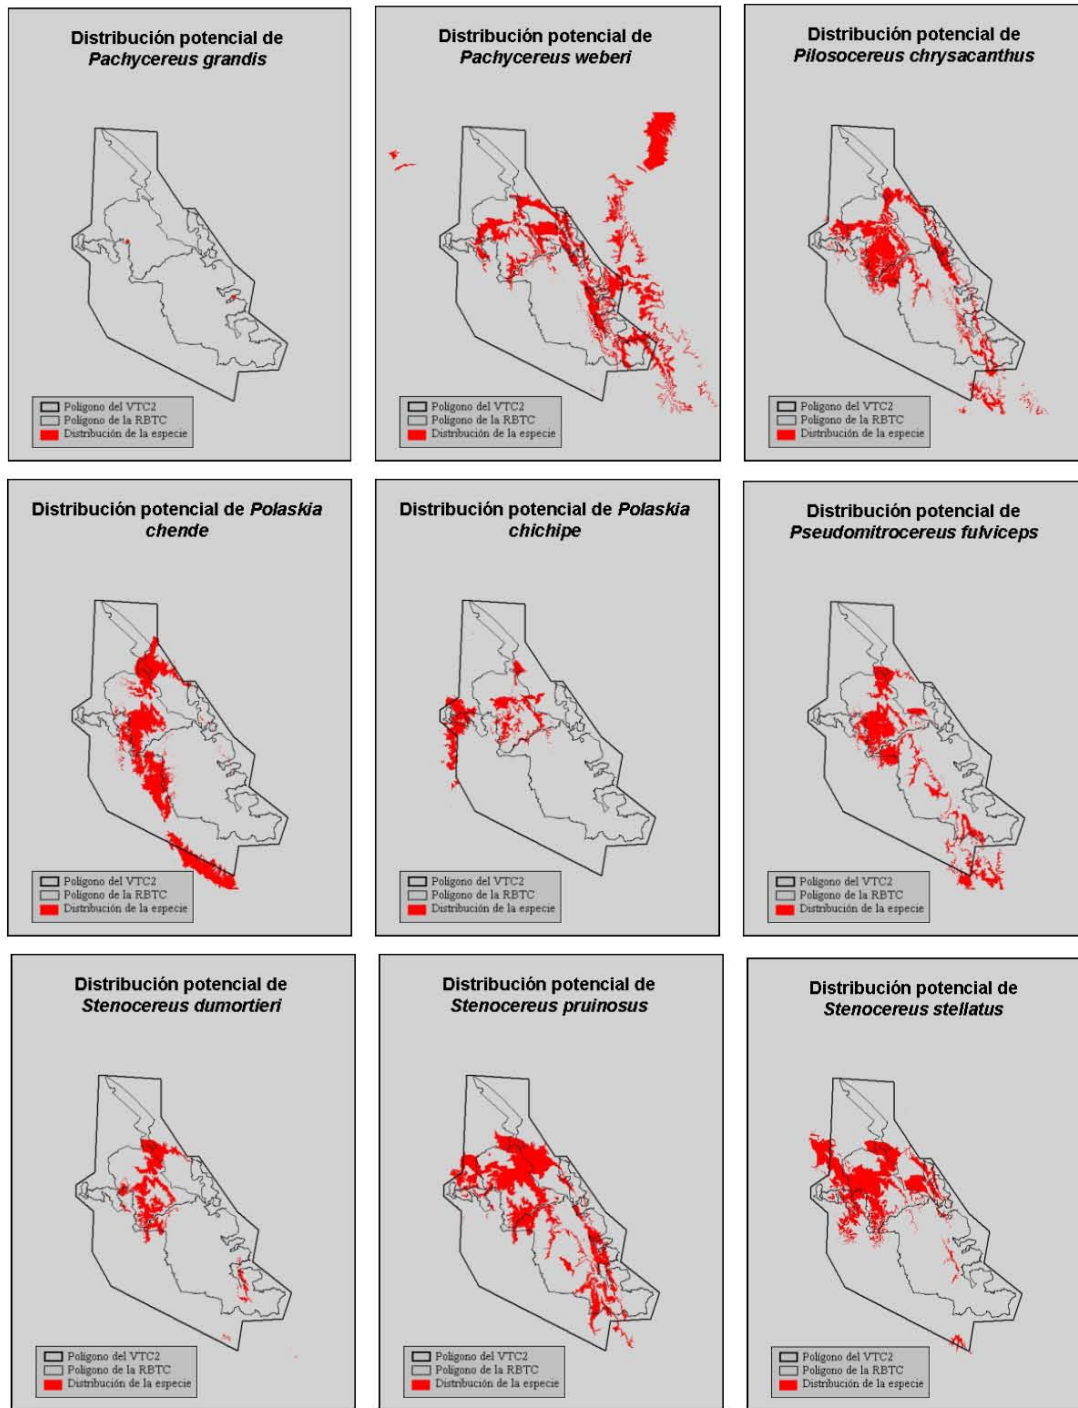 Distribución potencial de
Pachycereus grandis
Polígono del VTC2
Polígono de la RBTC
Distribución de la especie
Distribución potencial de
Pachycereus weberi
Polígono del VTC2
Polígono de la RBTC
Distribución de la especie
Distribución potencial de
Pilosocereus chrysacanthus
Polígono del VTC2
Polígono de la RBTC
Distribución de la especie
Distribución potencial de Polaskia
chende
Polígono del VTC2
Polígono de la RBTC
Distribución de la especie
Distribución potencial de Polaskia
chichipe
Polígono del VTC2
Polígono de la RBTC
Distribución de la especie
Distribución potencial de
Pseudomitrocereus fulviceps
Polígono del VTC2
Polígono de la RBTC
Distribución de la especie
Distribución potencial de
Stenocereus dumortieri
Polígono del VTC2
Polígono de la RBTC
Distribución de la especie
Distribución potencial de
Stenocereus pruinosus
Polígono del VTC2
Polígono de la RBTC
Distribución de la especie
Distribución potencial de
Stenocereus stellatus
Polígono del VTC2
Polígono de la RBTC
Distribución de la especie